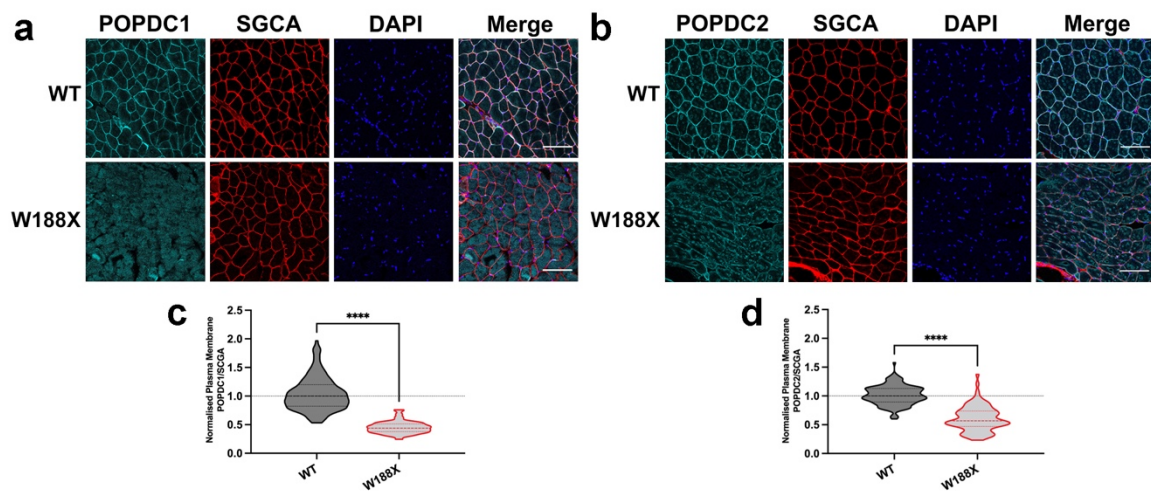 a
POPDC1 SGCA DAPI Merge
WT
W188X
b
POPDC2 SGCA DAPI Merge
WT
W188X
c
Normalised Plasma Membrane
POPDC1/SCGA
2.5
2.0
1.5
1.0
0.5
0.0
****
WT W188X
d
Normalised Plasma Membrane
POPDC2/SCGA
2.5
2.0
1.5
1.0
0.5
0.0
****
WT W188X